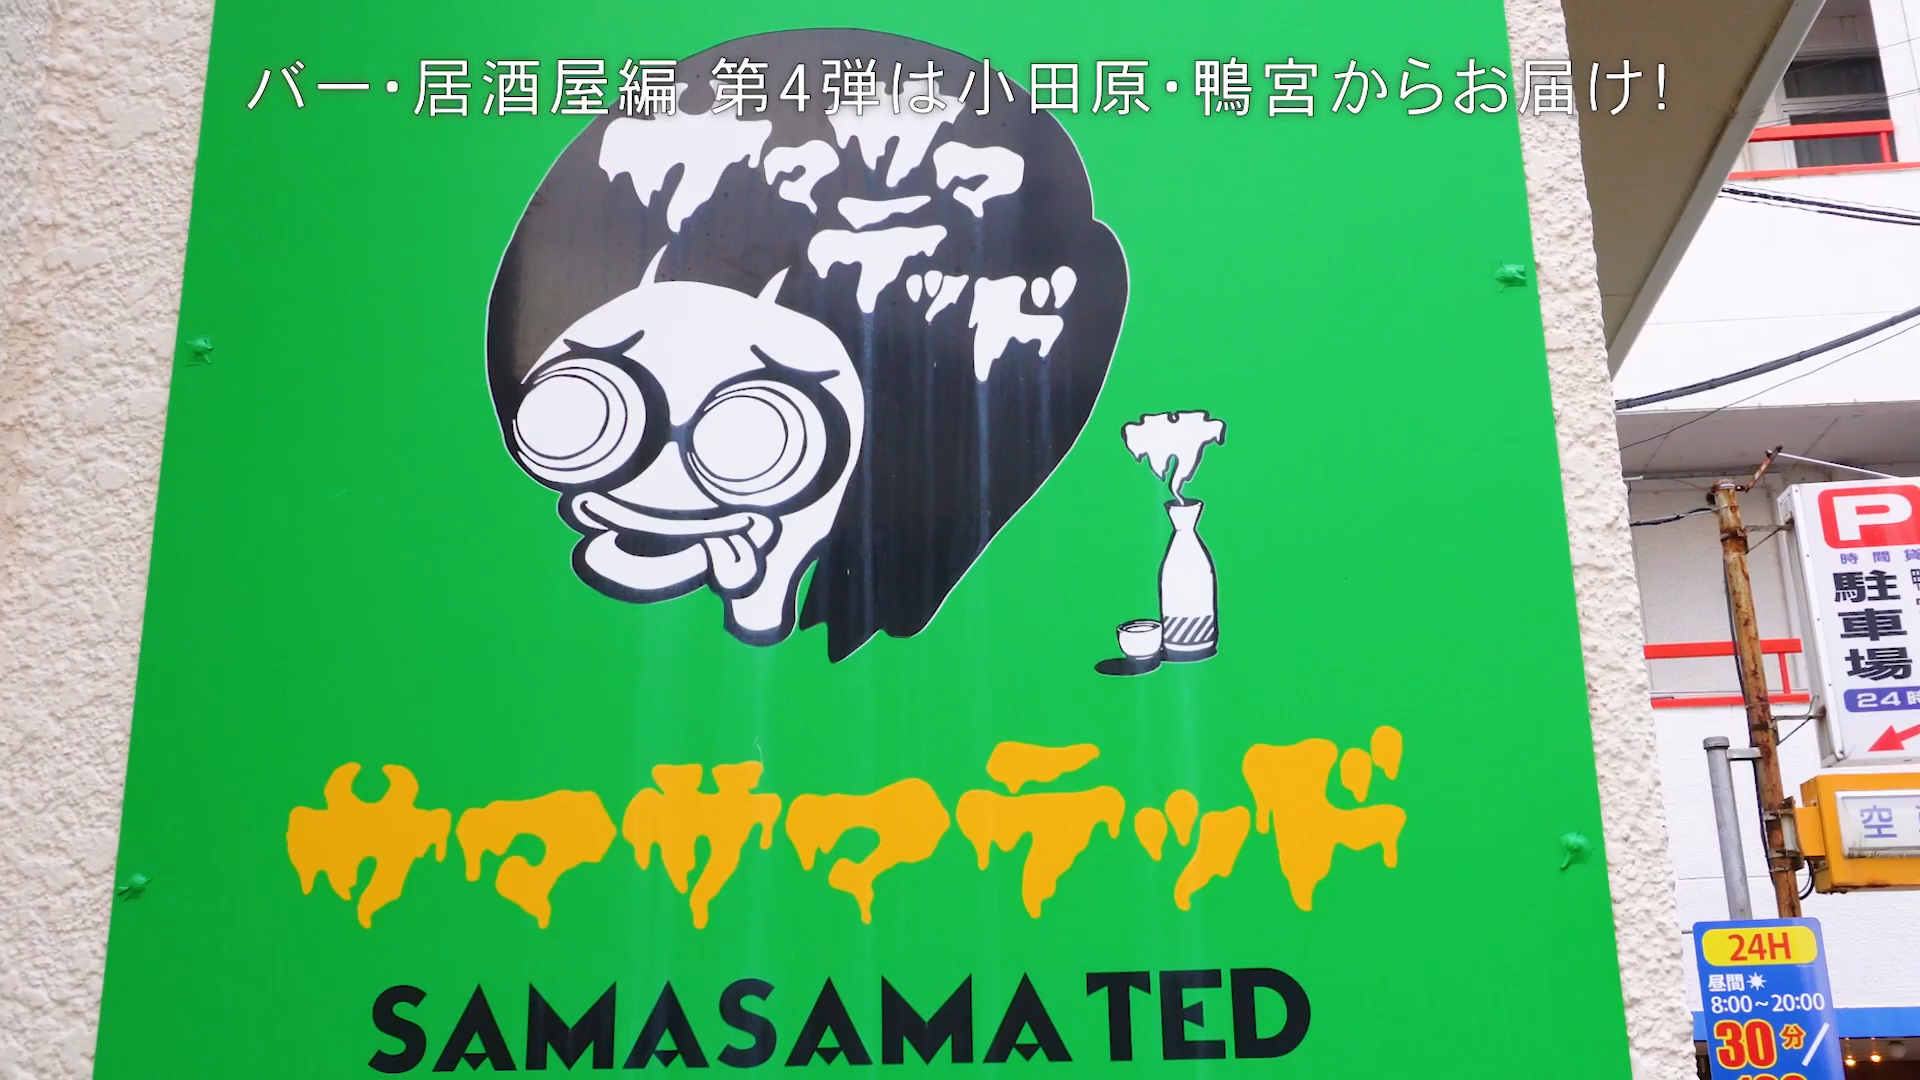 バー・居酒屋編 第4弾は小田原・鴨宮からお届け!
サマサマ
テッド
サマサマテッド
SAMASAMA TED
P
時間貸
駐車場
24時
空
24H
昼間
8:00~20:00
30分/